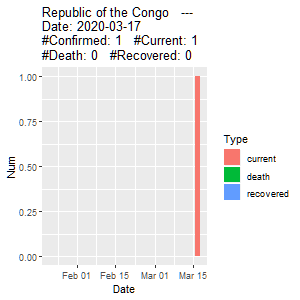 Republic of the Congo ---
Date: 2020-03-17
#Confirmed: 1 #Current: 1
#Death: 0 #Recovered: 0
1.00
0.75
0.50
0.25
0.00
Num
Feb 01 Feb 15 Mar 01 Mar 15
Date
Type
current
death
recovered